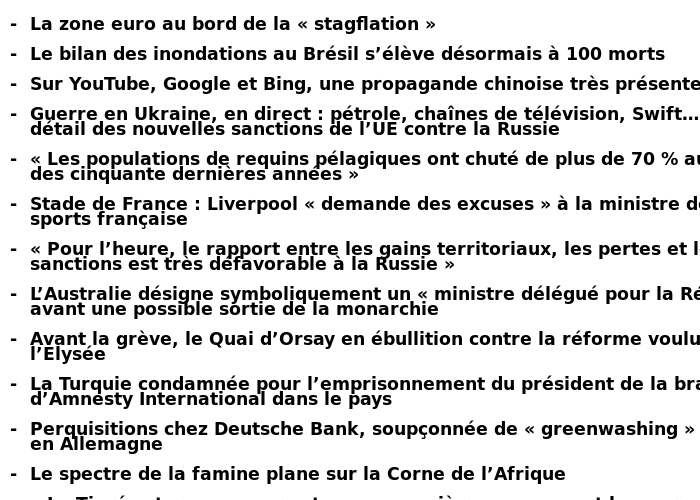 - La zone euro au bord de la « stagflation »
- Le bilan des inondations au Brésil s’élève désormais à 100 morts
- Sur YouTube, Google et Bing, une propagande chinoise très présente
- Guerre en Ukraine, en direct : pétrole, chaînes de télévision, Swift…
détail des nouvelles sanctions de l’UE contre la Russie
- « Les populations de requins pélagiques ont chuté de plus de 70 %
des cinquante dernières années »
- Stade de France : Liverpool « demande des excuses » à la ministre
sports française
- « Pour l’heure, le rapport entre les gains territoriaux, les pertes et
sanctions est très défavorable à la Russie »
- L’Australie désigne symboliquement un « ministre délégué pour la
avant une possible sortie de la monarchie
- Avant la grève, le Quai d’Orsay en ébullition contre la réforme
l’Elysée
- La Turquie condamnée pour l’emprisonnement du président de la
d’Amnesty International dans le pays
- Perquisitions chez Deutsche Bank, soupçonnée de « greenwashing »
en Allemagne
- Le spectre de la famine plane sur la Corne de l’Afrique